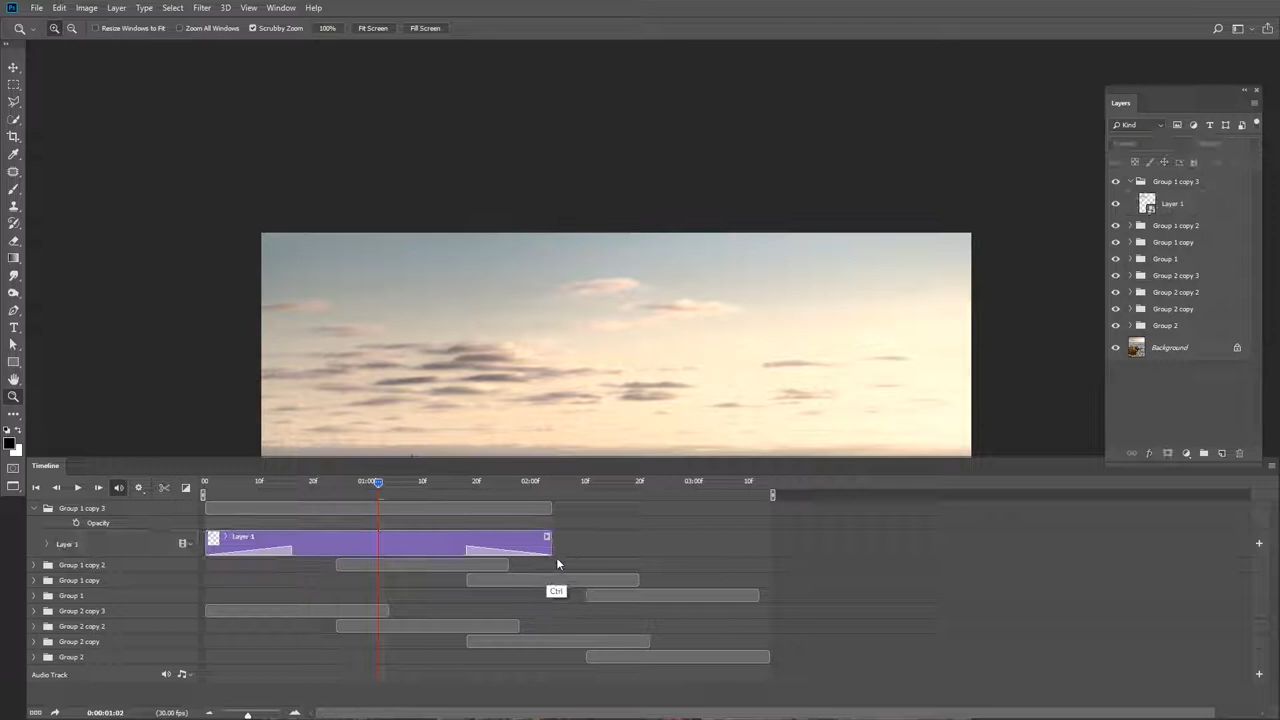 Ps File Edit Image Layer Type Select Filter 3D View Window Help
Resize Windows to Fit Zoom All Windows Scrubby Zoom 100% Fit Screen Fill Screen
Layers
Kind
Group 1 copy 3
Layer 1
Group 1 copy 2
Group 1 copy
Group 1
Group 2 copy 3
Group 2 copy 2
Group 2 copy
Group 2
Background
Timeline
00 10f 20f 01:00 10f 20f 02:00f 10f 20f 03:00f 10f
Group 1 copy 3
Opacity
Layer 1
Layer 1
Group 1 copy 2
Ctrl
Group 1 copy
Group 1
Group 2 copy 3
Group 2 copy 2
Group 2 copy
Group 2
Audio Track
0:00:01:02 (30.00 fps)